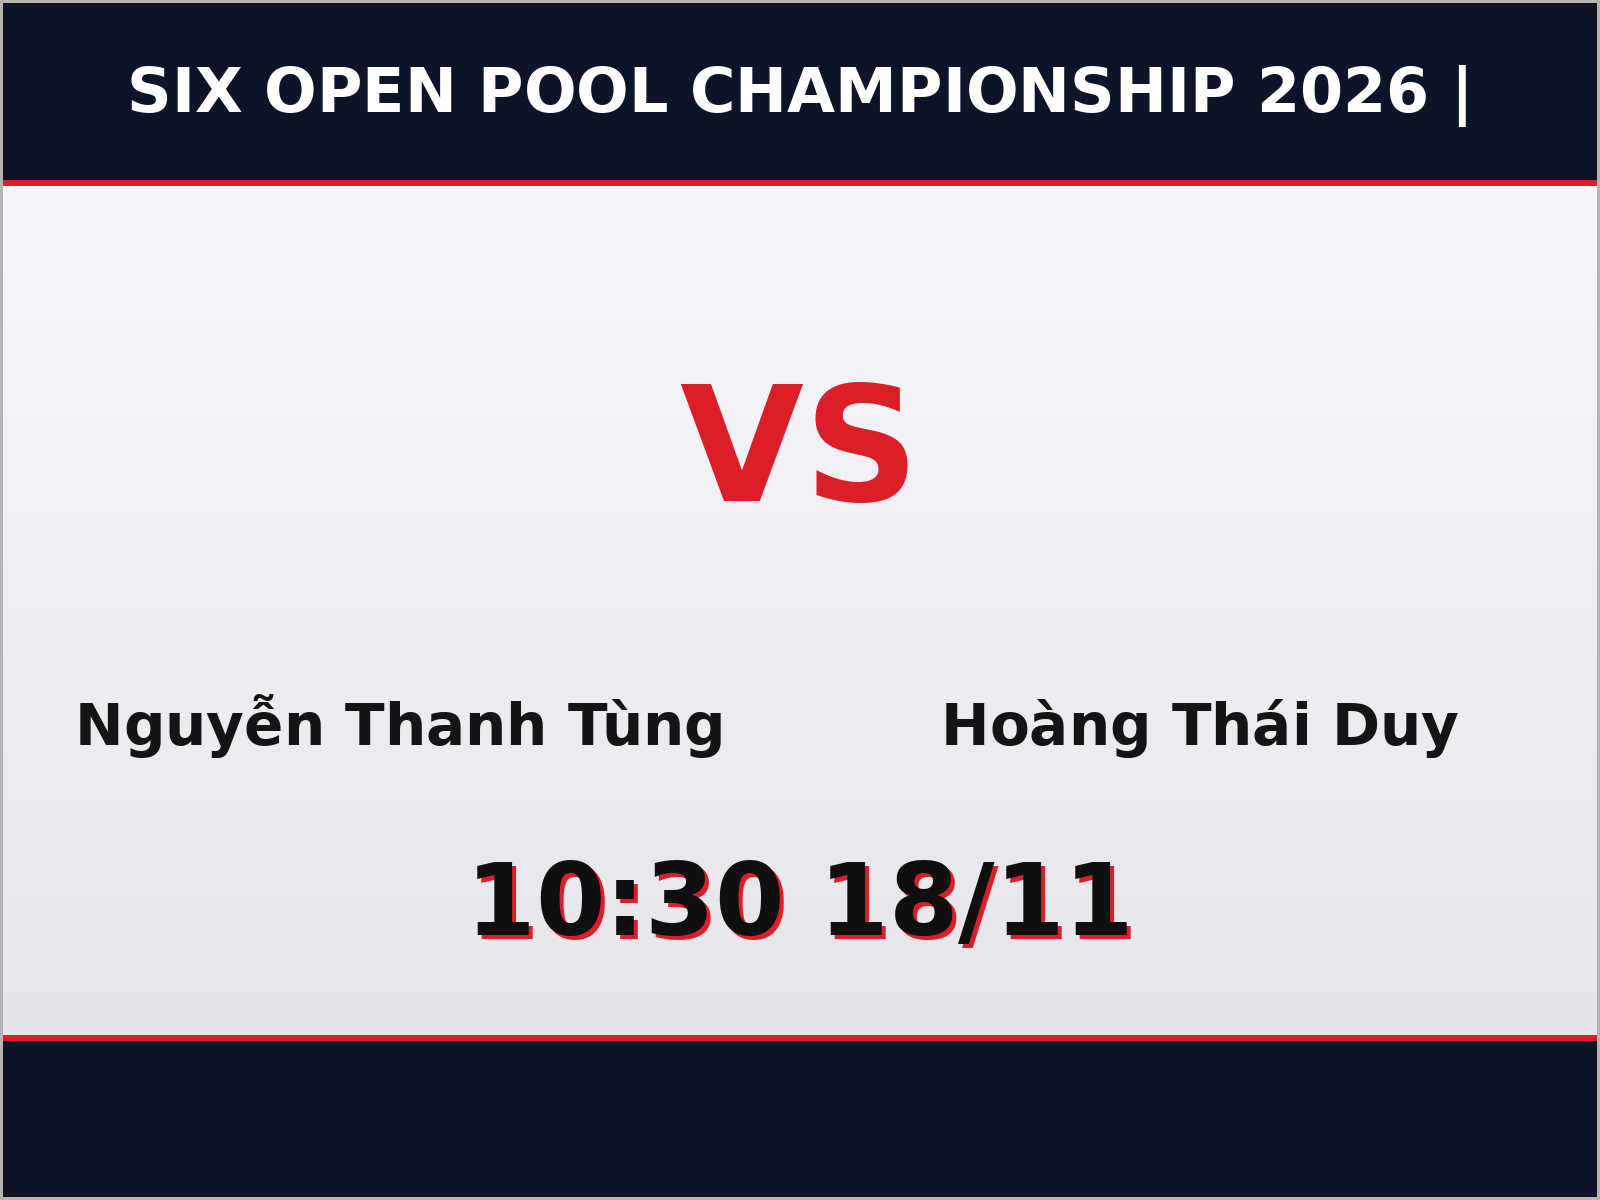 SIX OPEN POOL CHAMPIONSHIP 2026 |
VS
Nguyễn Thanh Tùng
Hoàng Thái Duy
10:30 18/11